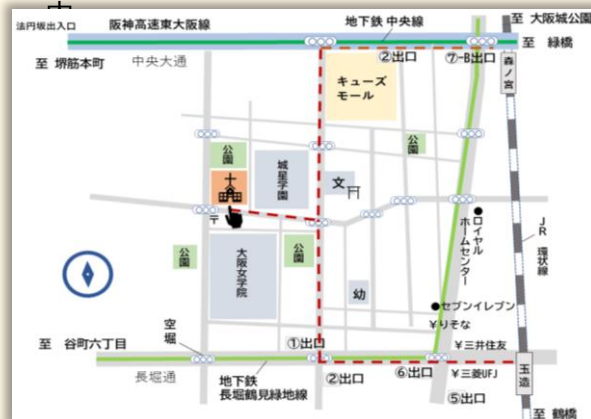 法円坂出入口
阪神高速東大阪線
地下鉄 中央線
至 大阪城公園
至 緑橋
至 堺筋本町
中央大通
②出口
⑦-B出口
森ノ宮
キューズ
モール
公園
公園
城星学園
文
〒
大阪女学院
公園
公園
幼
ロイヤル
ホームセンター
JR 環状線
セブンイレブン
¥りそな
¥三井住友
¥三菱UFJ
玉造
至 谷町六丁目
空堀
①出口
②出口
⑥出口
⑤出口
長堀通
地下鉄
長堀鶴見緑地線
至 鶴橋